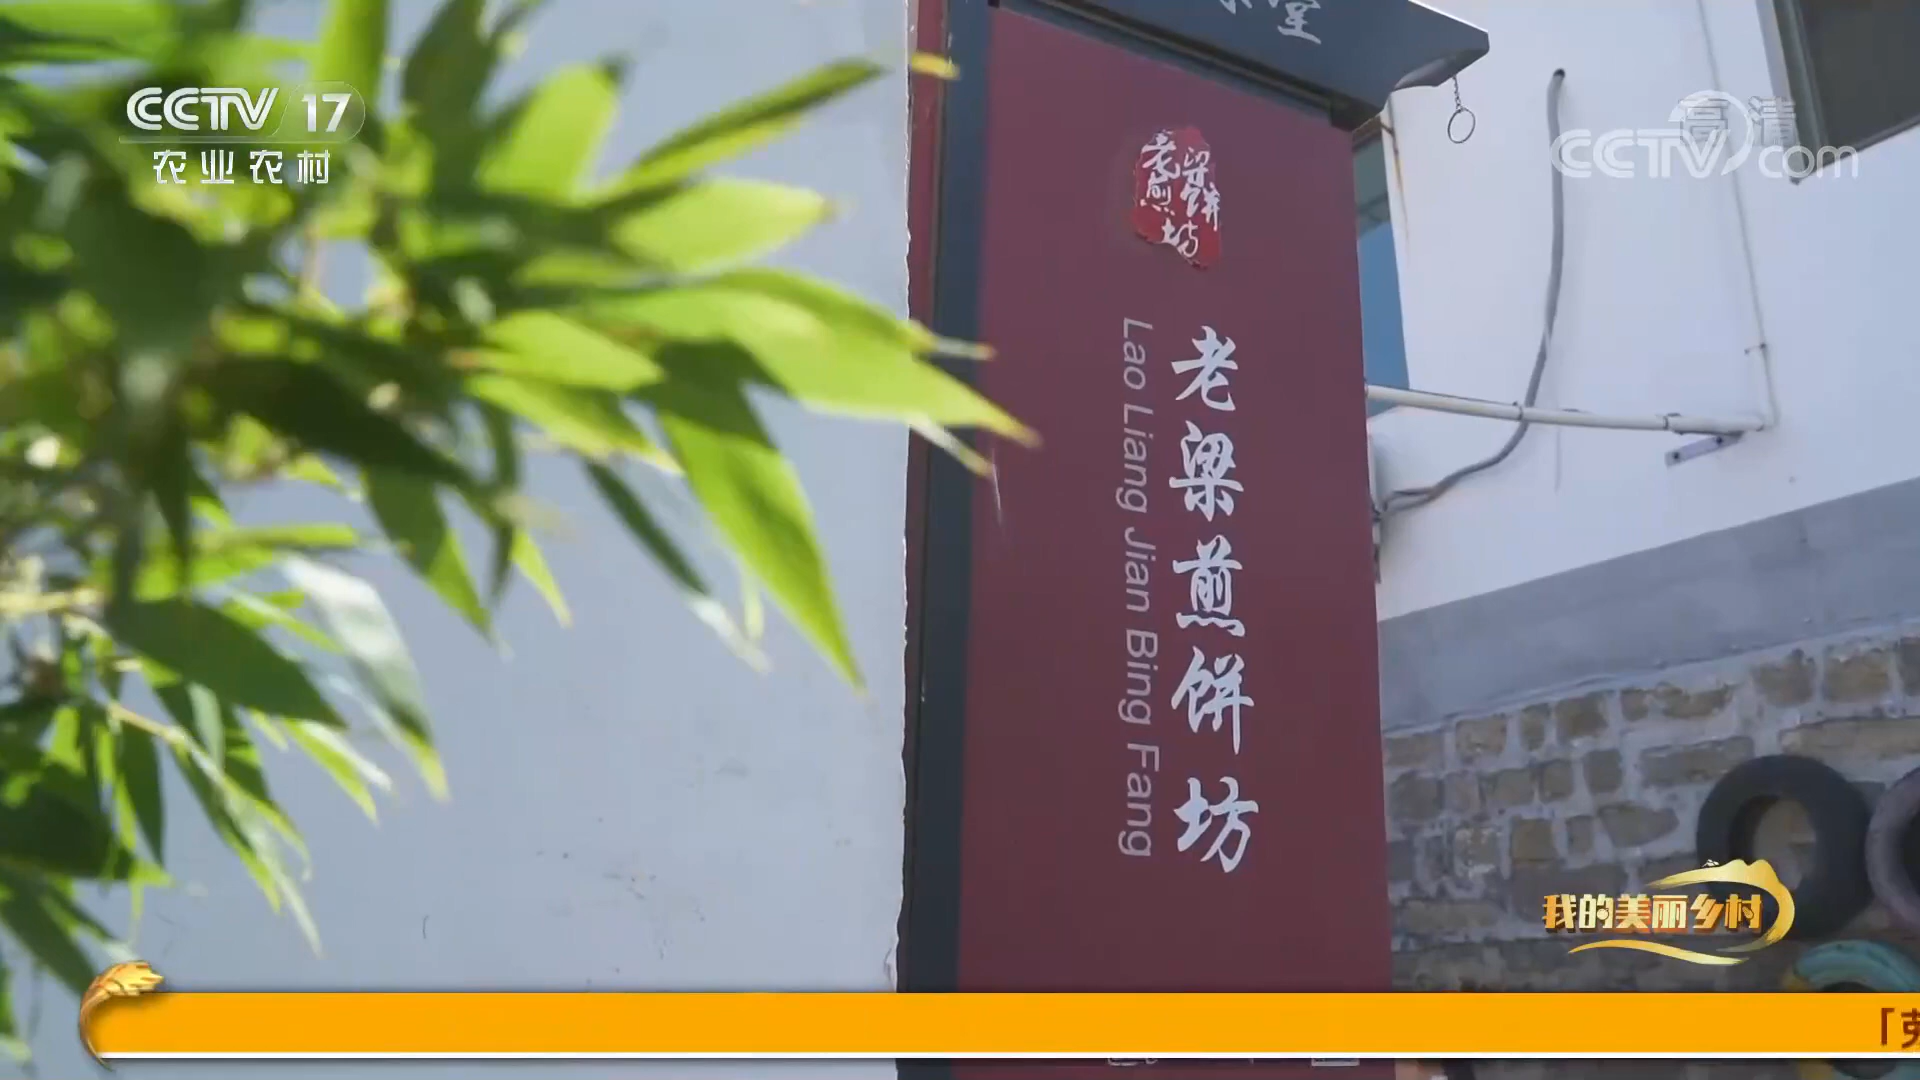 CCTV 17
农业农村
高清
CCTV.com
堂
老梁
煎饼
坊
老梁煎饼坊
Lao Liang Jian Bing Fang
我的美丽乡村
「